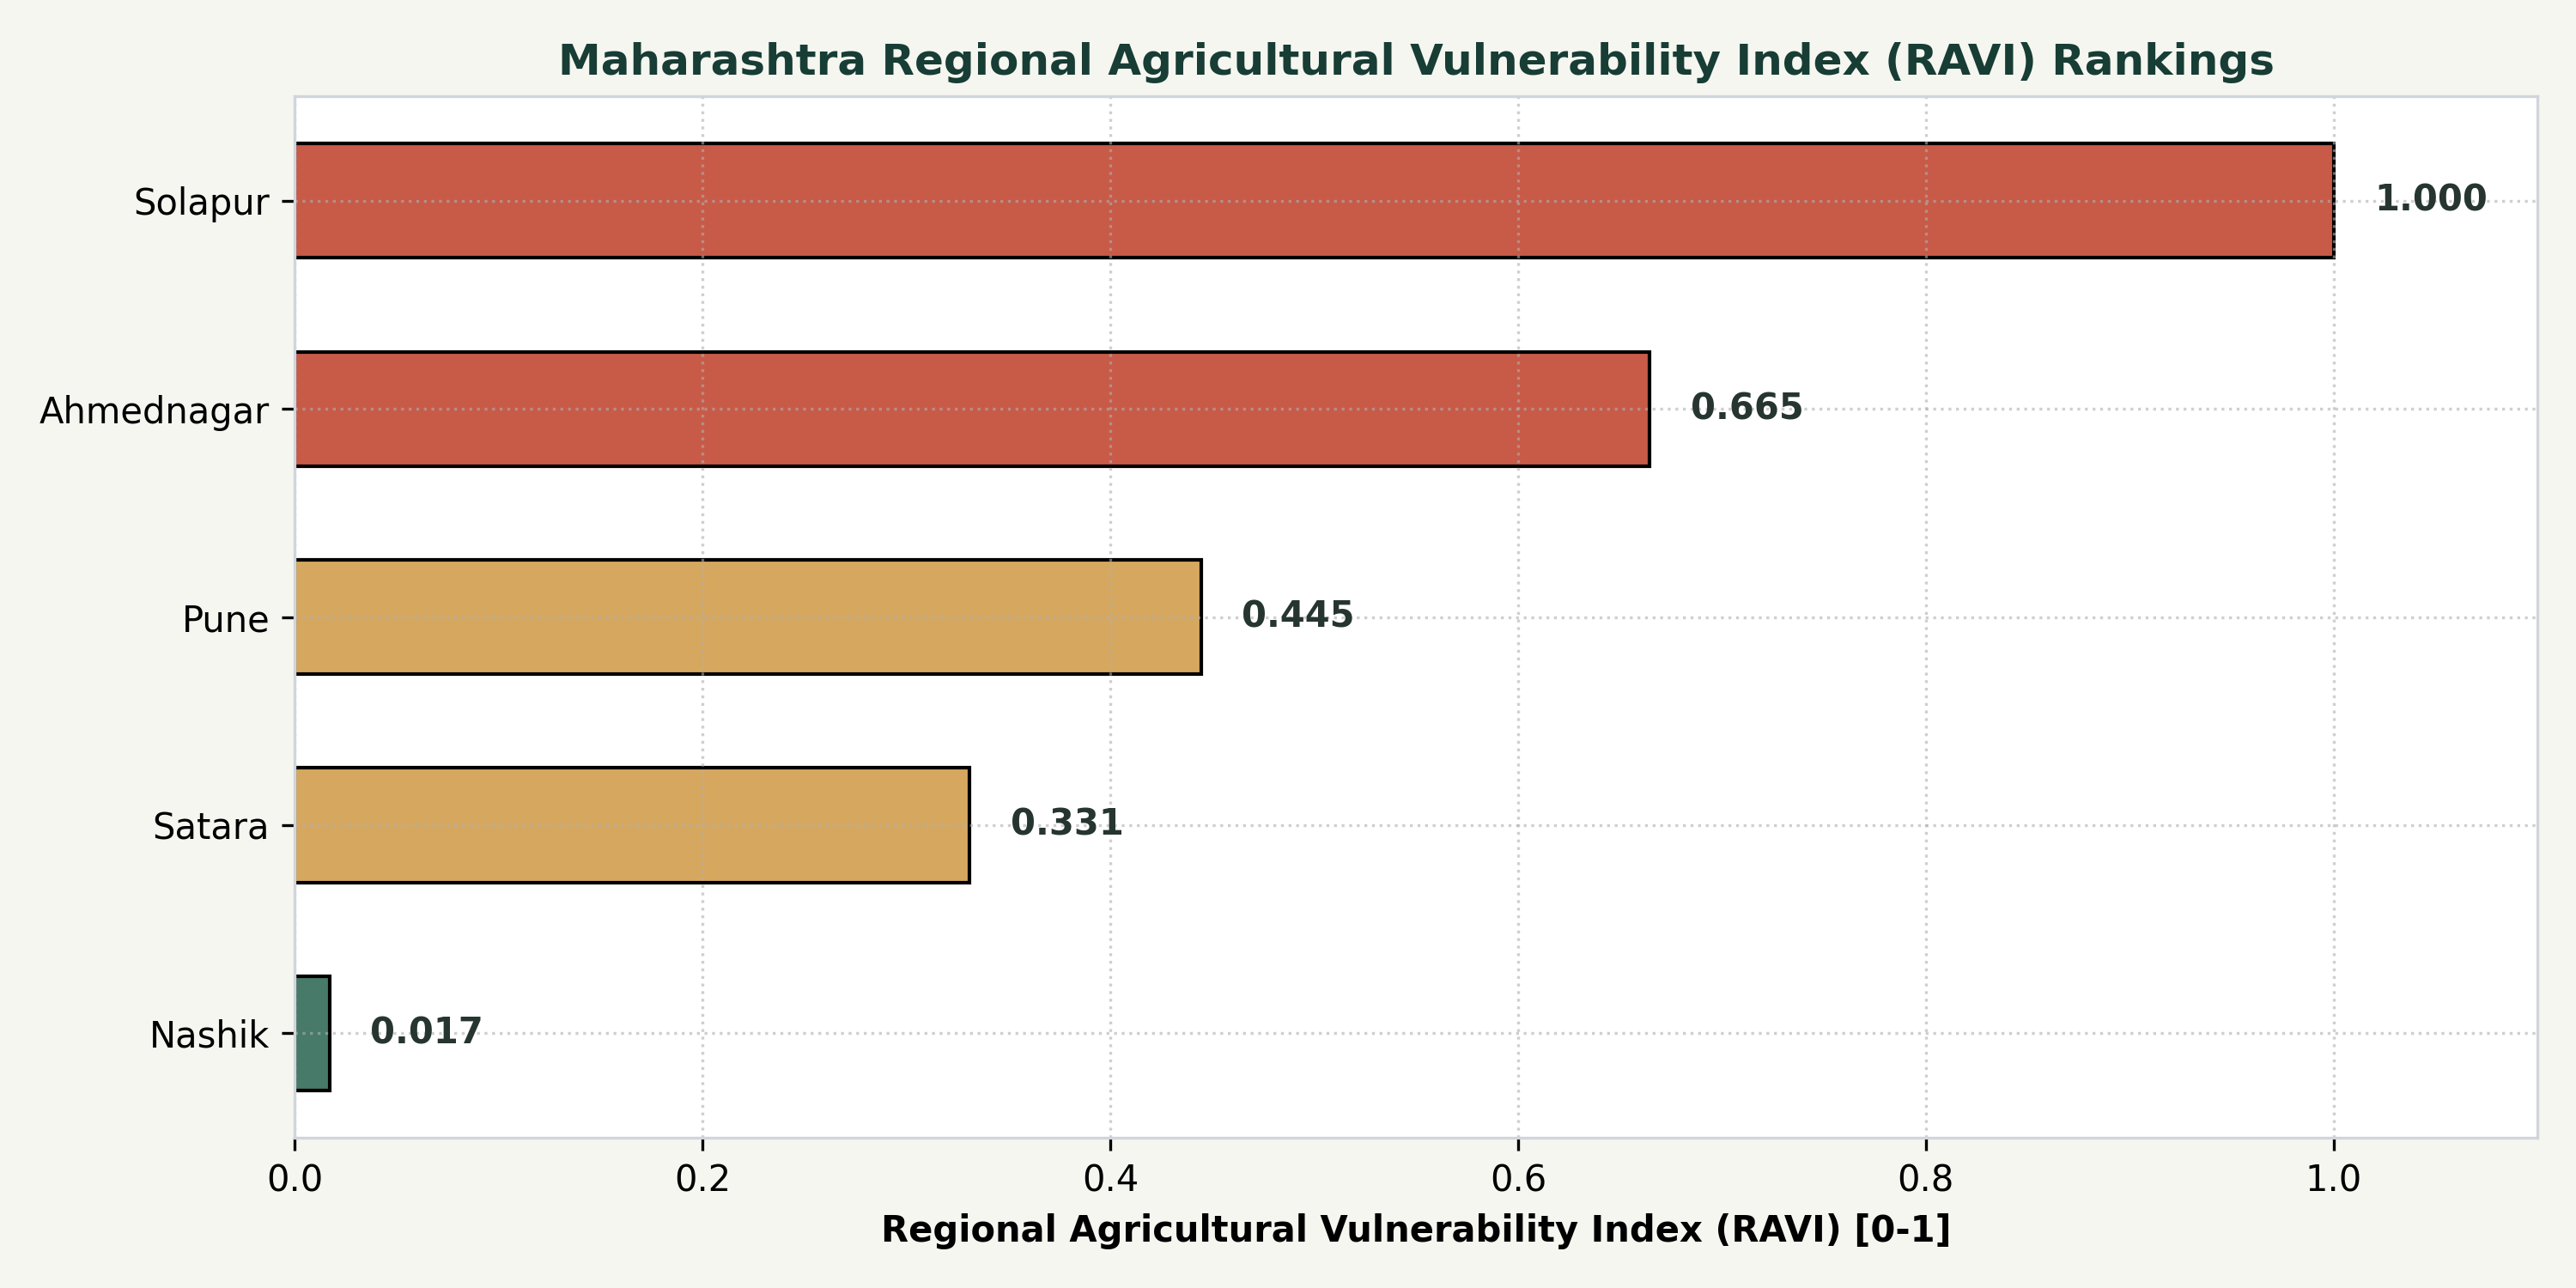 Maharashtra Regional Agricultural Vulnerability Index (RAVI) Rankings
Solapur
1.000
Ahmednagar
0.665
Pune
0.445
Satara
0.331
Nashik
0.017
0.0 0.2 0.4 0.6 0.8 1.0
Regional Agricultural Vulnerability Index (RAVI) [0-1]